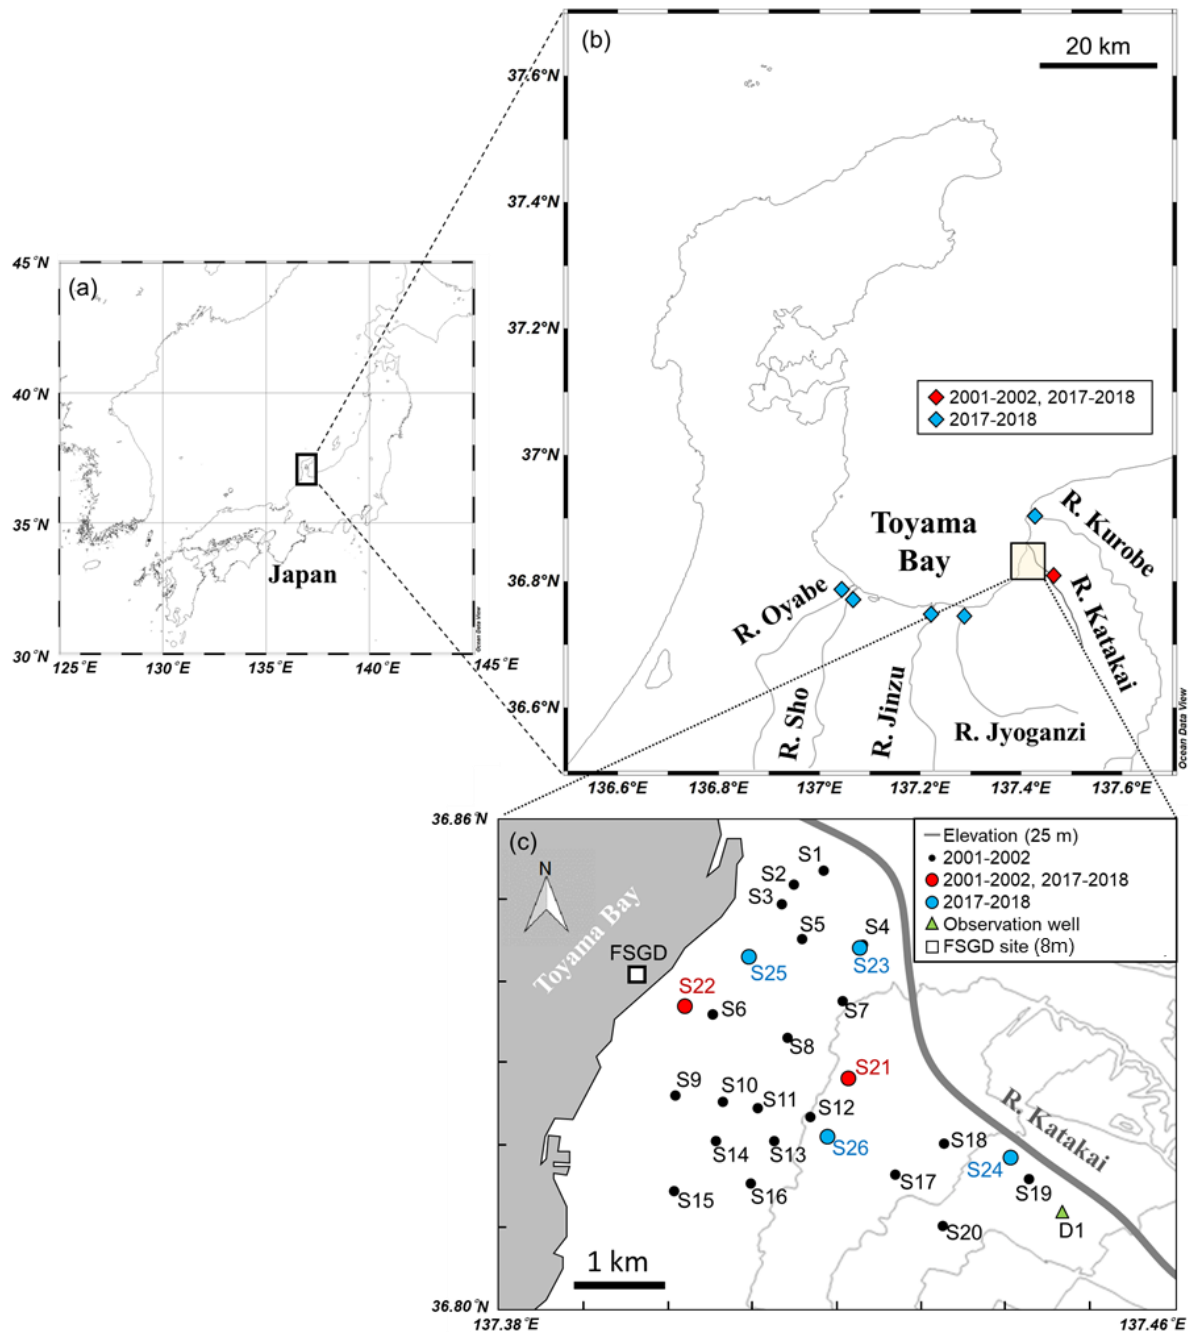 (a)
45°N
40°N
35°N
30°N
125°E
130°E
135°E
140°E
145°E
Japan
Ocean Data View
(b)
20 km
37.6°N
37.4°N
37.2°N
37°N
36.8°N
36.6°N
136.6°E
136.8°E
137°E
137.2°E
137.4°E
137.6°E
2001-2002, 2017-2018
2017-2018
Toyama
Bay
R. Kurobe
R. Katakai
R. Oyabe
R. Sho
R. Jinzu
R. Jyoganzi
Ocean Data View
(c)
36.86°N
36.80°N
137.38°E
137.46°E
N
Toyama Bay
FSGD
Elevation (25 m)
2001-2002
2001-2002, 2017-2018
2017-2018
Observation well
FSGD site (8m)
S1
S2
S3
S5
S4
S25
S23
S22
S6
S7
S8
S21
S9
S10
S11
S12
S14
S13
S26
S18
S24
S17
S19
S15
S16
S20
D1
R. Katakai
1 km